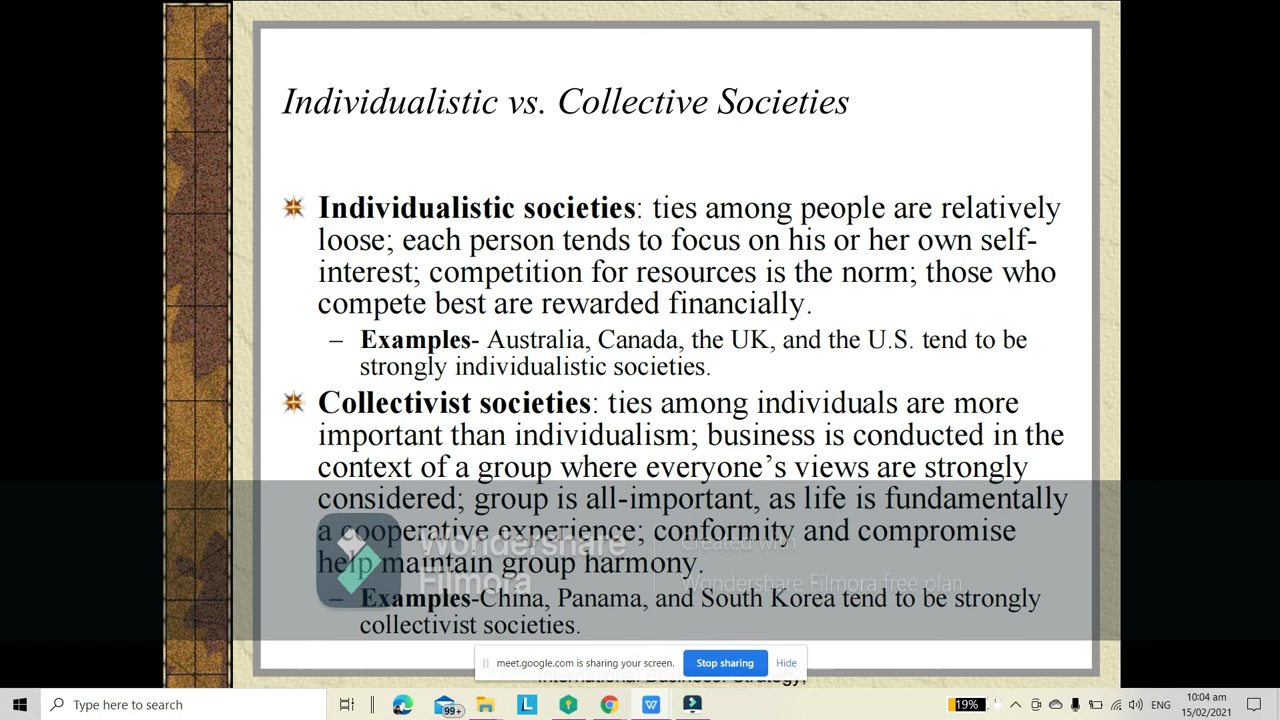 Individualistic vs. Collective Societies
Individualistic societies: ties among people are relatively
loose; each person tends to focus on his or her own self-
interest; competition for resources is the norm; those who
compete best are rewarded financially.
– Examples- Australia, Canada, the UK, and the U.S. tend to be
strongly individualistic societies.
Collectivist societies: ties among individuals are more
important than individualism; business is conducted in the
context of a group where everyone’s views are strongly
considered; group is all-important, as life is fundamentally
a cooperative experience; conformity and compromise
help maintain group harmony.
– Examples-China, Panama, and South Korea tend to be strongly
collectivist societies.
Wondershare
Filmora
Created with
Wondershare Filmora free plan
meet.google.com is sharing your screen.
Stop sharing
Hide
International Business: Strategy,
Type here to search
99+
L
W
19%
ENG
10:04 am
15/02/2021